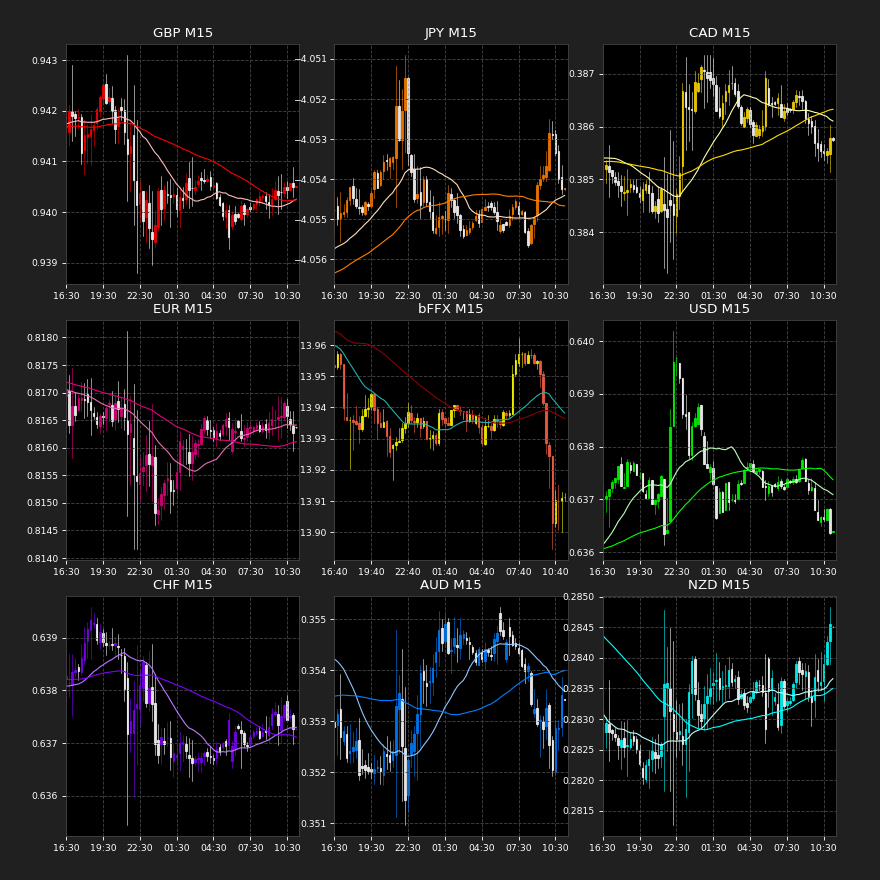 GBP M15
JPY M15
CAD M15
0.943
0.942
0.941
0.940
0.939
−4.051
−4.052
−4.053
−4.054
−4.055
−4.056
0.387
0.386
0.385
0.384
16:30 19:30 22:30 01:30 04:30 07:30 10:30
16:30 19:30 22:30 01:30 04:30 07:30 10:30
16:30 19:30 22:30 01:30 04:30 07:30 10:30
EUR M15
bFFX M15
USD M15
0.8180
0.8175
0.8170
0.8165
0.8160
0.8155
0.8150
0.8145
0.8140
13.96
13.95
13.94
13.93
13.92
13.91
13.90
0.640
0.639
0.638
0.637
0.636
16:30 19:30 22:30 01:30 04:30 07:30 10:30
16:40 19:40 22:40 01:40 04:40 07:40 10:40
16:30 19:30 22:30 01:30 04:30 07:30 10:30
CHF M15
AUD M15
NZD M15
0.639
0.638
0.637
0.636
0.355
0.354
0.353
0.352
0.351
0.2850
0.2845
0.2840
0.2835
0.2830
0.2825
0.2820
0.2815
16:30 19:30 22:30 01:30 04:30 07:30 10:30
16:30 19:30 22:30 01:30 04:30 07:30 10:30
16:30 19:30 22:30 01:30 04:30 07:30 10:30